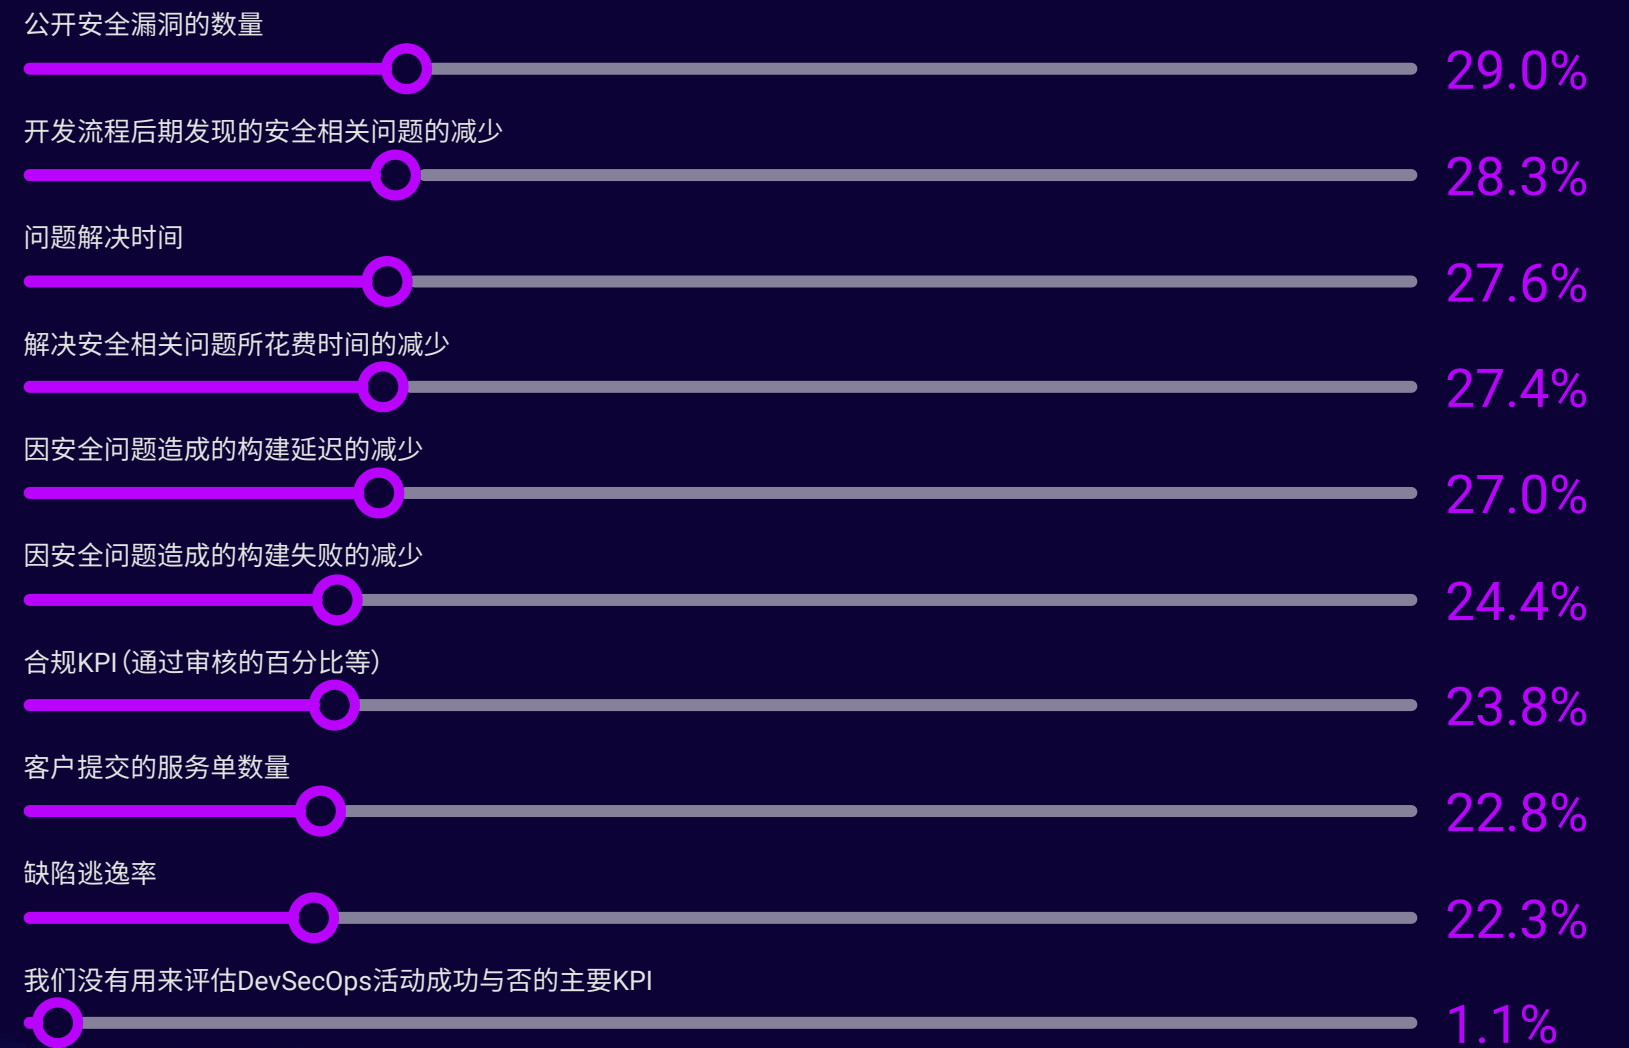 公开安全漏洞的数量
29.0%
开发流程后期发现的安全相关问题的减少
28.3%
问题解决时间
27.6%
解决安全相关问题所花费时间的减少
27.4%
因安全问题造成的构建延迟的减少
27.0%
因安全问题造成的构建失败的减少
24.4%
合规KPI（通过审核的百分比等）
23.8%
客户提交的服务单数量
22.8%
缺陷逃逸率
22.3%
我们没有用来评估DevSecOps活动成功与否的主要KPI
1.1%